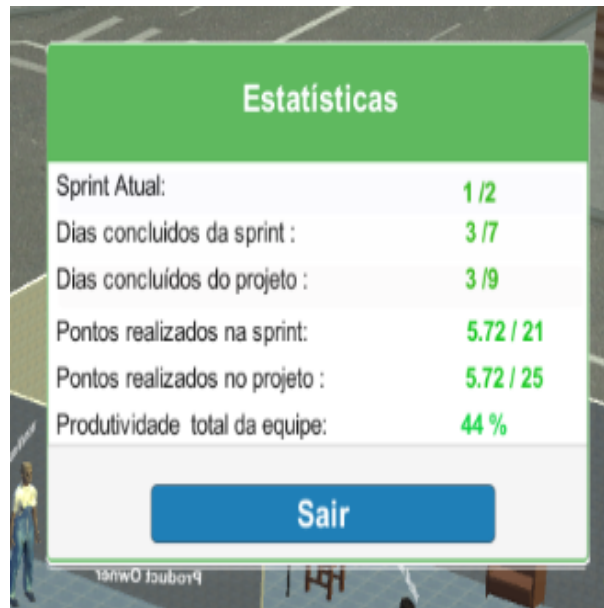 Estatísticas
Sprint Atual: 1 /2
Dias concluidos da sprint : 3 /7
Dias concluídos do projeto : 3 /9
Pontos realizados na sprint: 5.72 / 21
Pontos realizados no projeto : 5.72 / 25
Produtividade total da equipe: 44 %
Sair
Product Owner